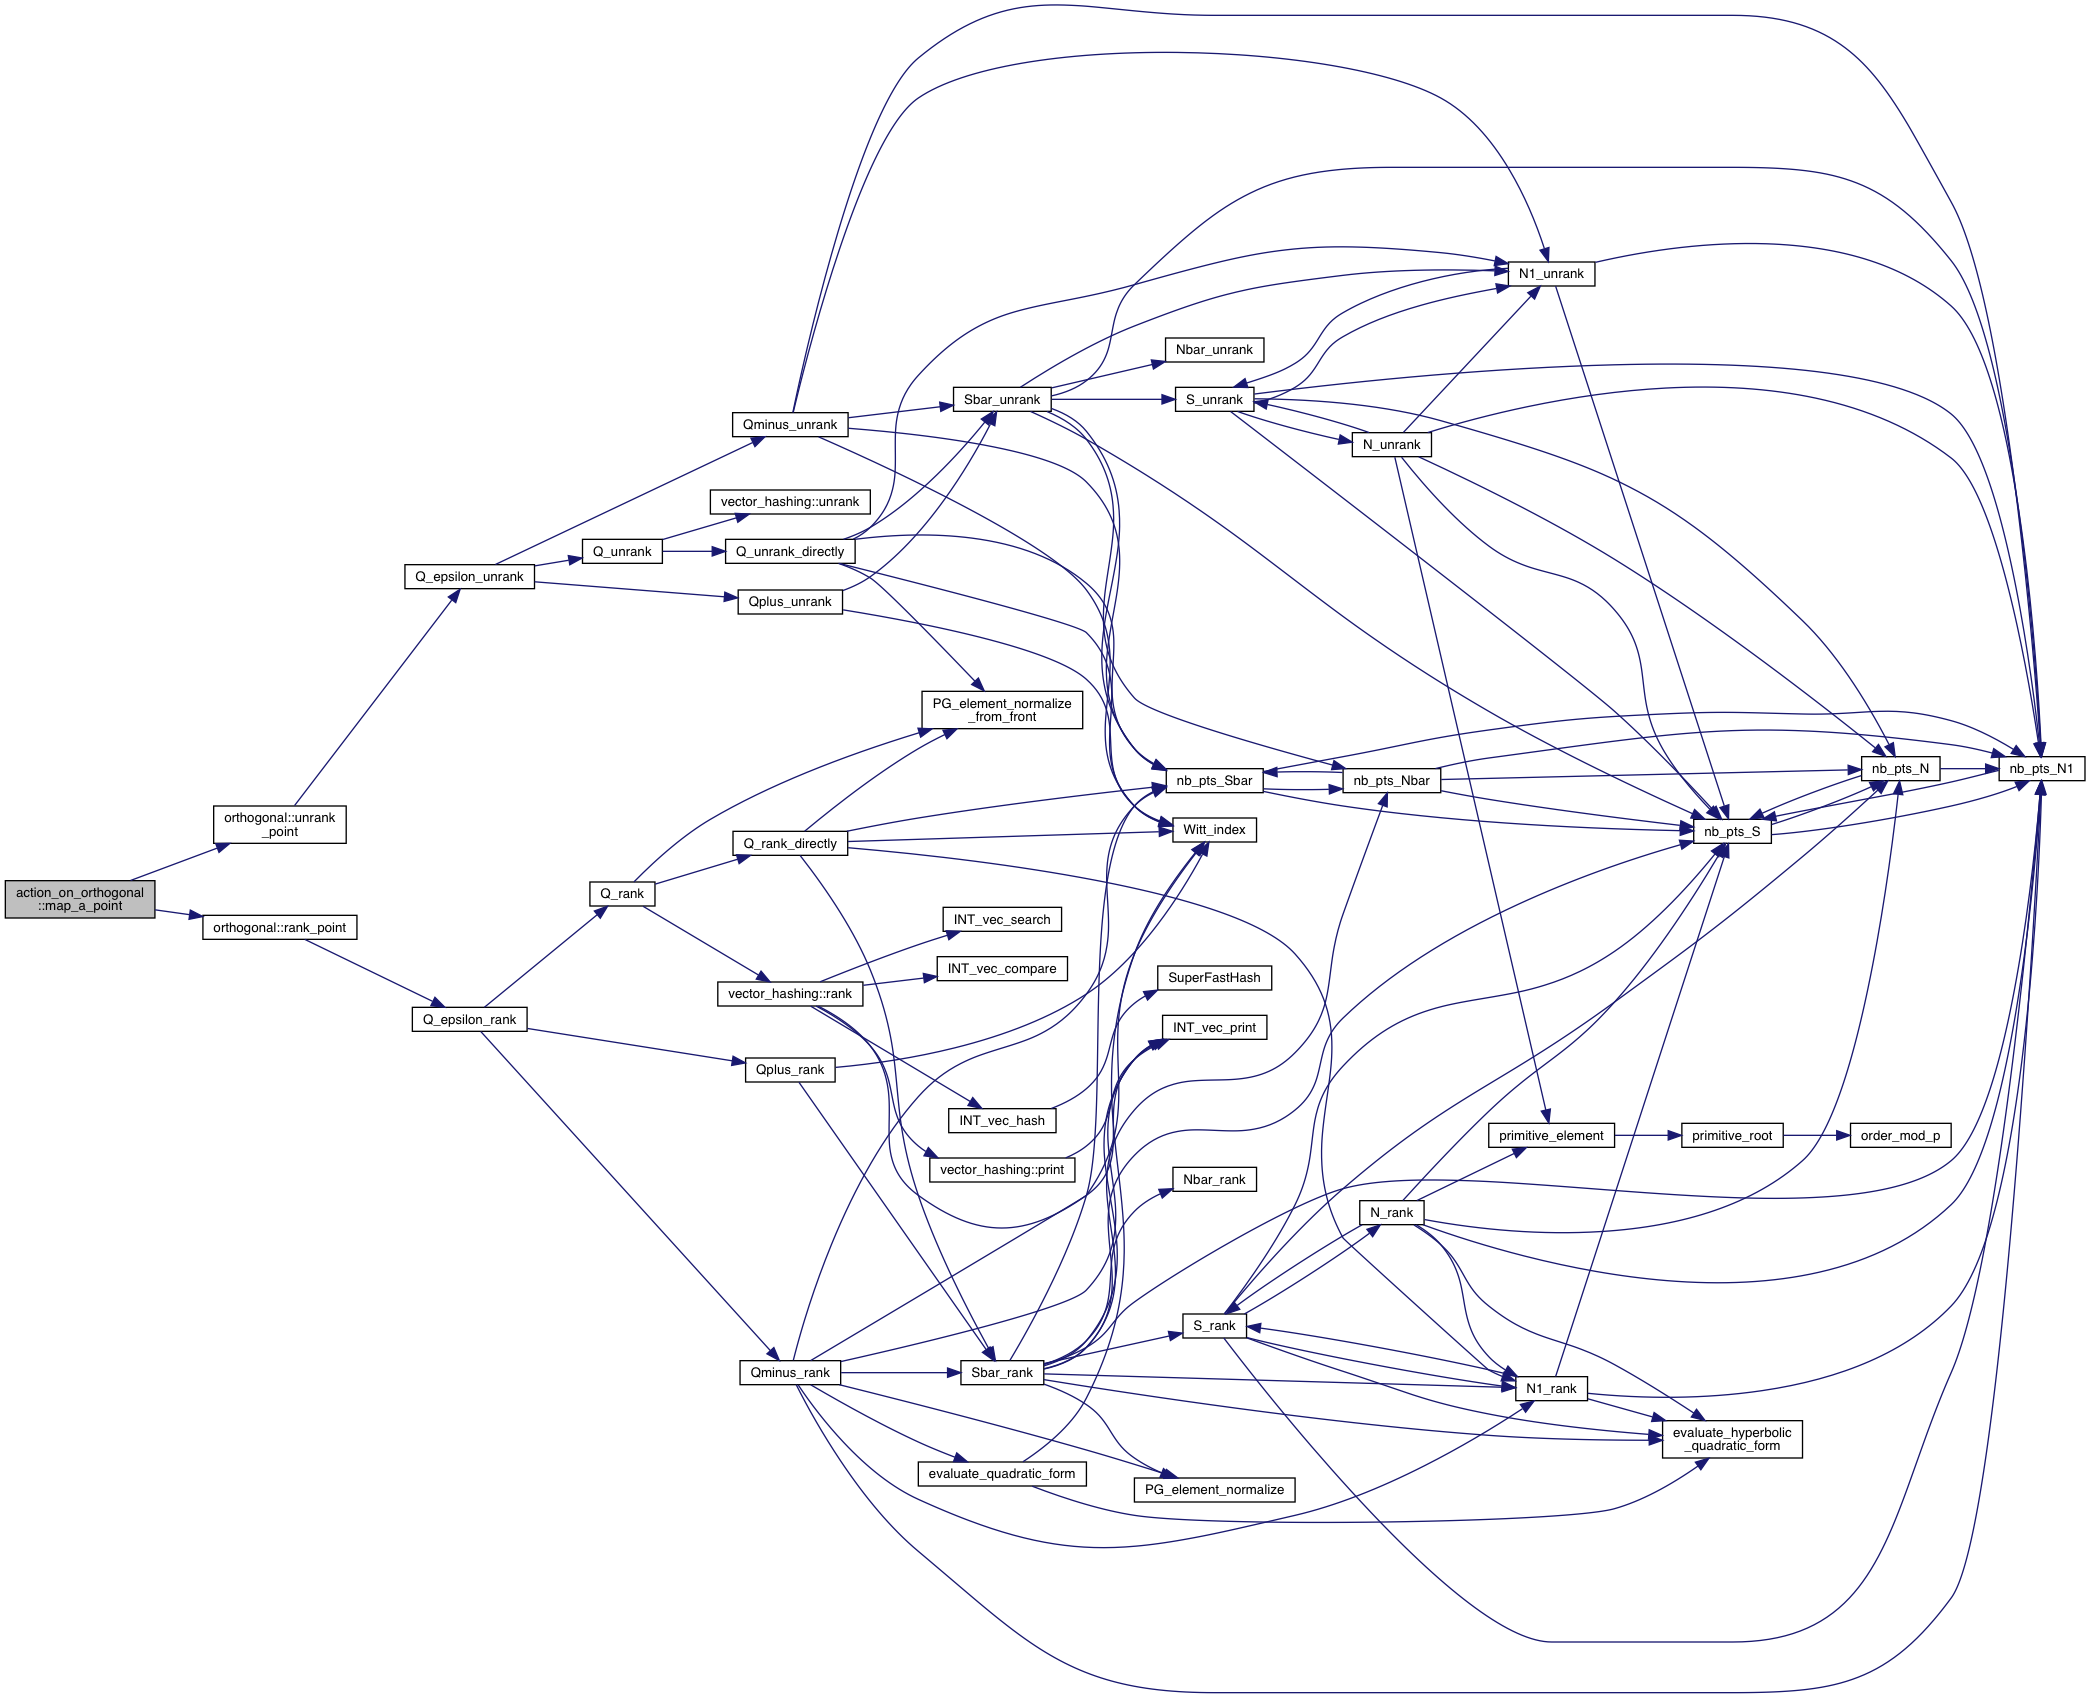 action_on_orthogonal
::map_a_point
orthogonal::unrank
_point
orthogonal::rank_point
Q_epsilon_unrank
Q_epsilon_rank
Q_unrank
Q_rank
Qminus_unrank
vector_hashing::unrank
Q_unrank_directly
Qplus_unrank
Q_rank_directly
vector_hashing::rank
Qplus_rank
Qminus_rank
Sbar_unrank
PG_element_normalize
_from_front
INT_vec_search
INT_vec_compare
INT_vec_hash
vector_hashing::print
Sbar_rank
evaluate_quadratic_form
Nbar_unrank
S_unrank
nb_pts_Sbar
Witt_index
SuperFastHash
INT_vec_print
Nbar_rank
S_rank
PG_element_normalize
N_unrank
nb_pts_Nbar
N_rank
N1_unrank
primitive_element
N1_rank
nb_pts_S
primitive_root
evaluate_hyperbolic
_quadratic_form
nb_pts_N
order_mod_p
nb_pts_N1